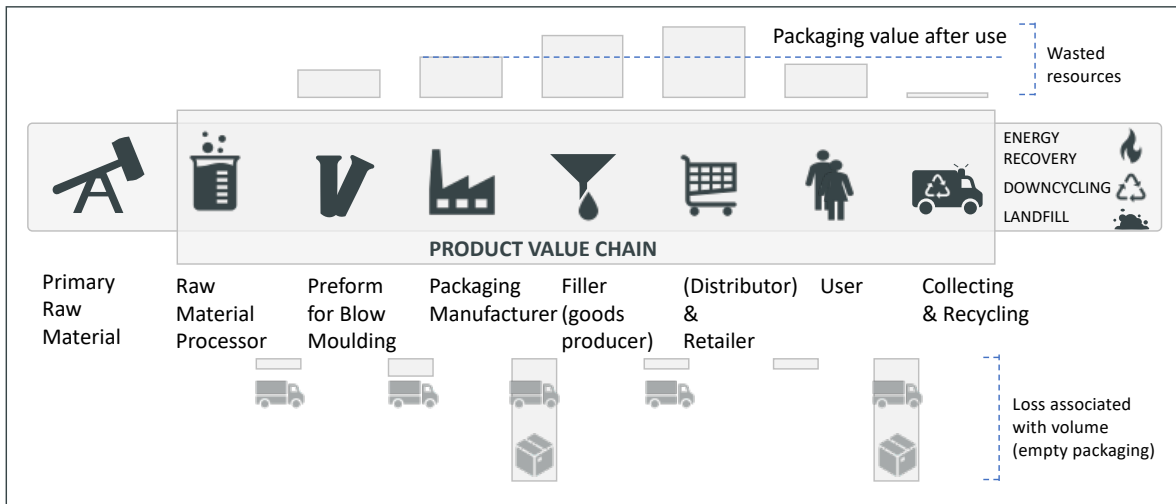 Packaging value after use
Wasted
resources
ENERGY
RECOVERY
DOWNCYCLING
LANDFILL
PRODUCT VALUE CHAIN
Primary
Raw
Material
Raw
Material
Processor
Preform
for Blow
Moulding
Packaging
Manufacturer
Filler
(goods
producer)
(Distributor)
&
Retailer
User
Collecting
& Recycling
Loss associated
with volume
(empty packaging)